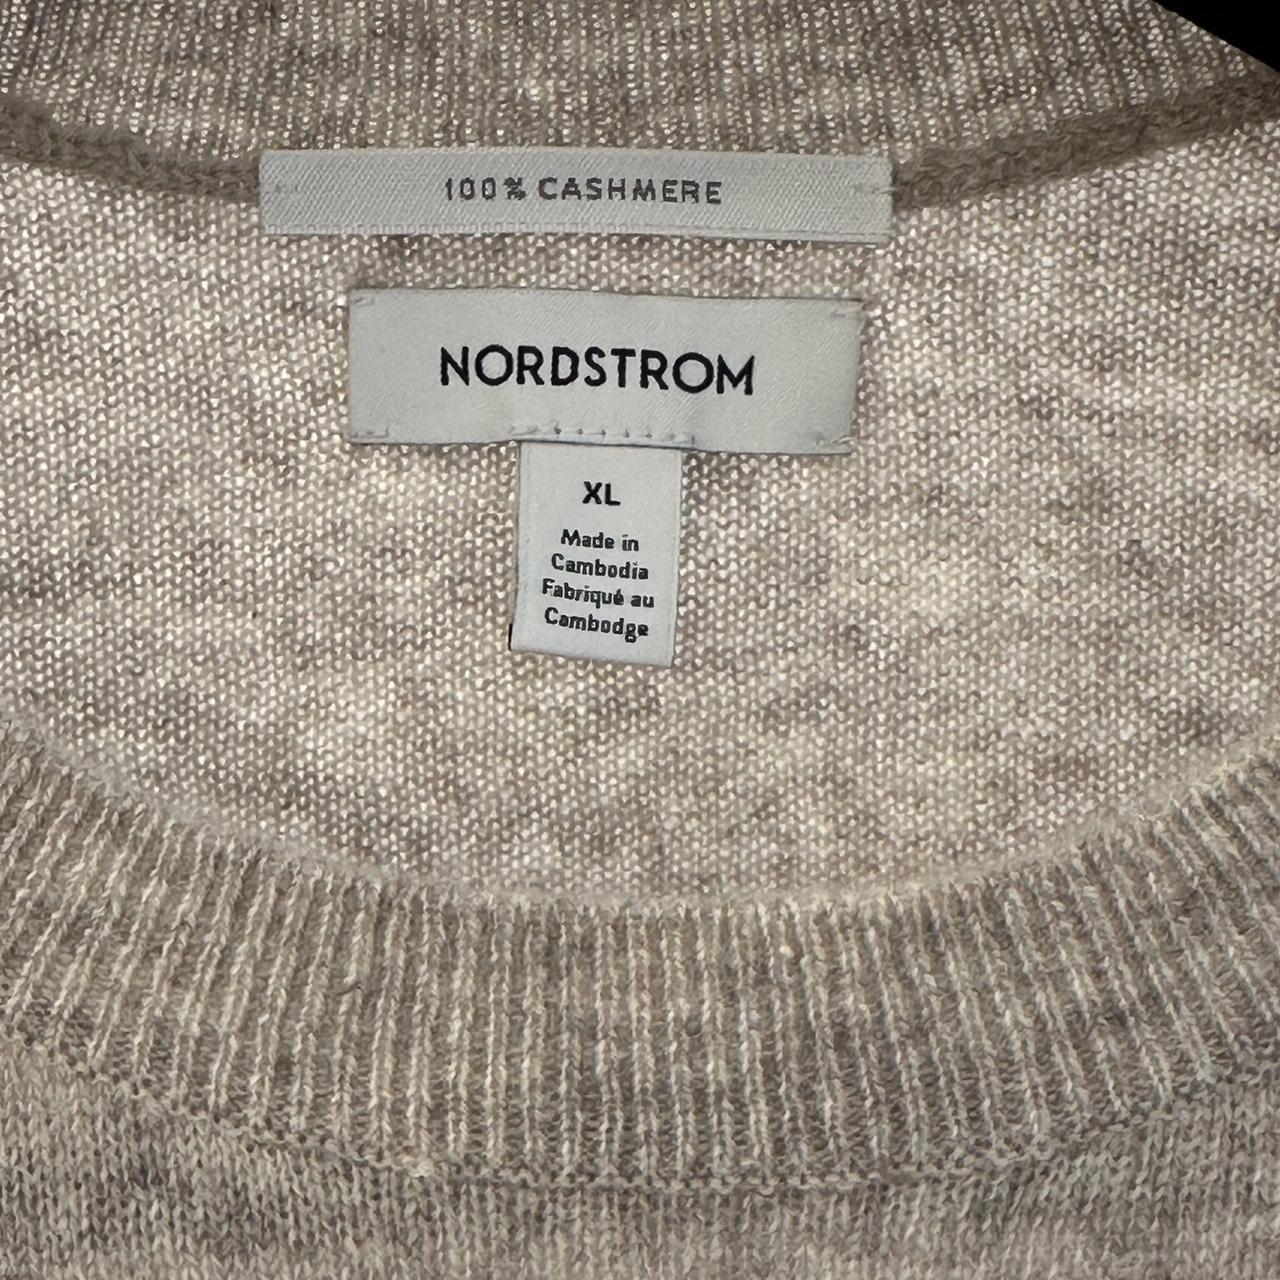 100% CASHMERE
NORDSTROM
XL
Made in
Cambodia
Fabriqué au
Cambodge